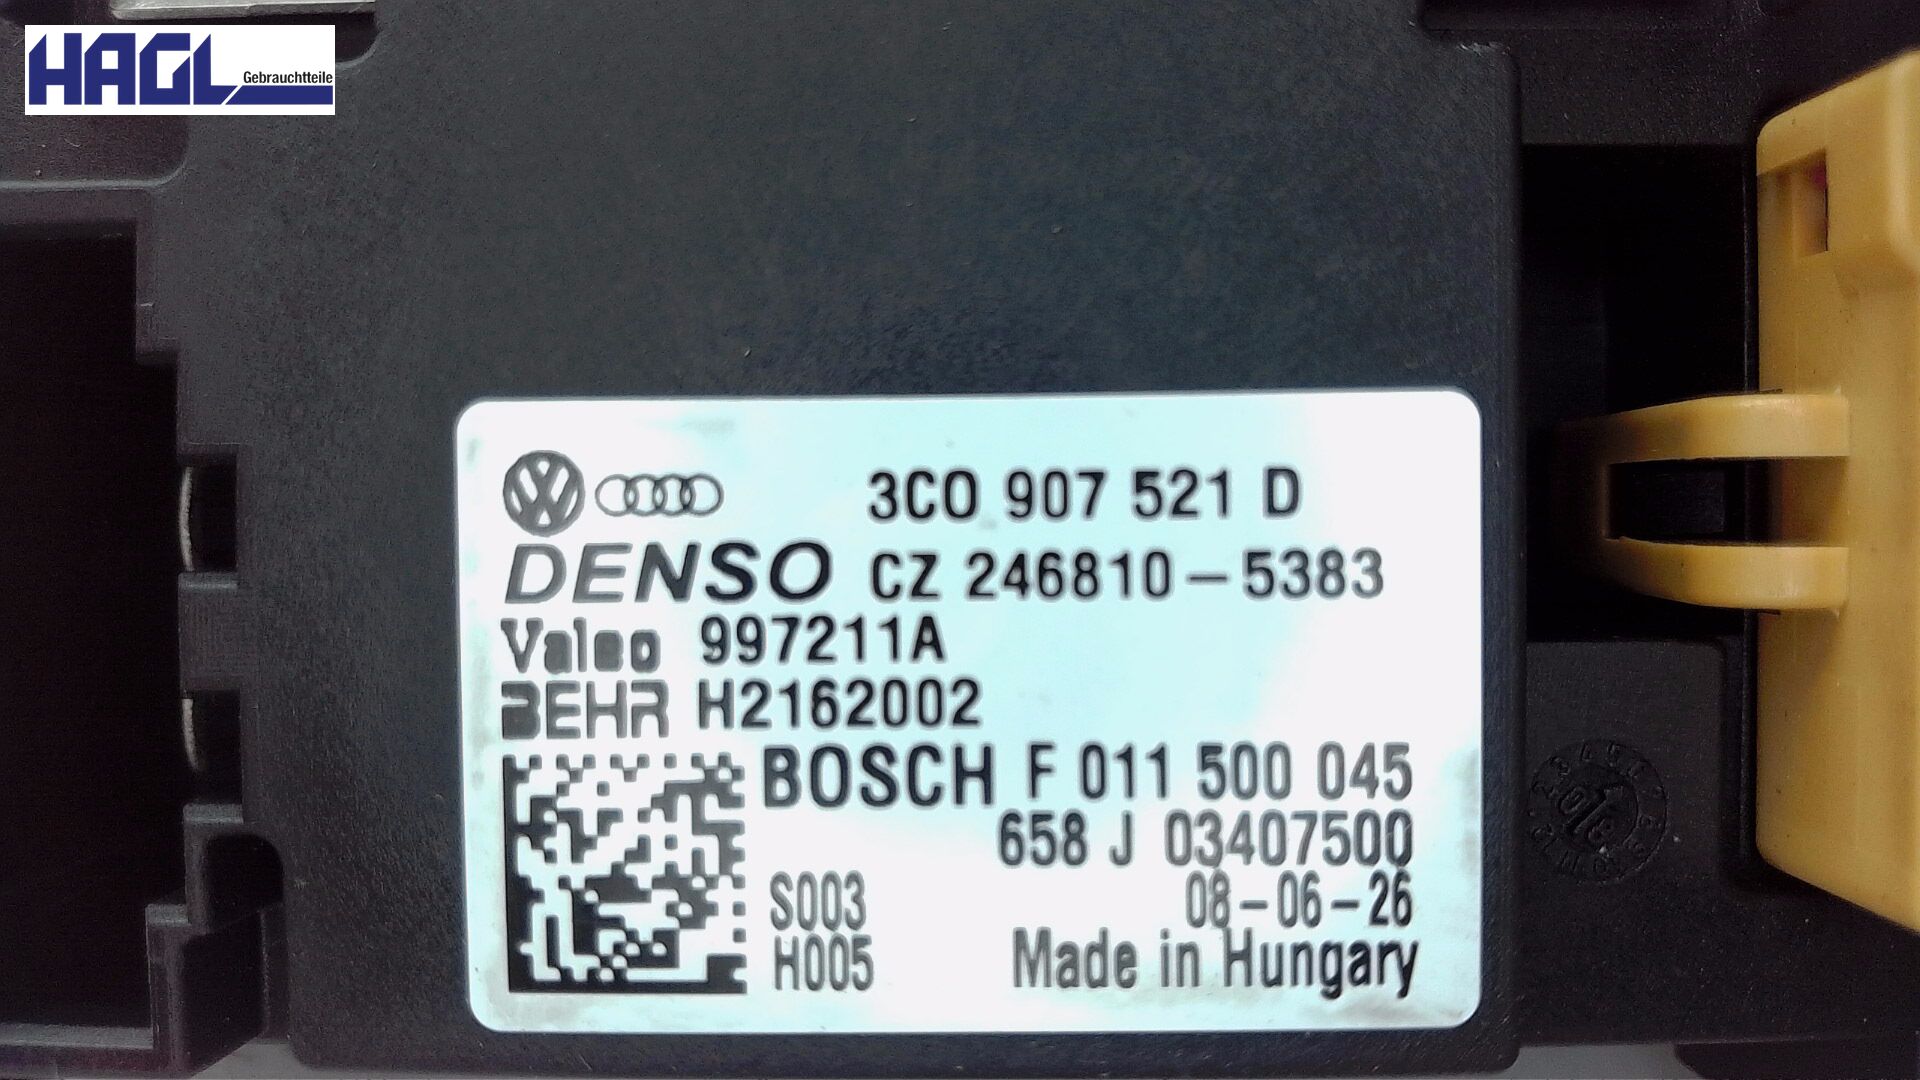 HAGL Gebrauchtteile
3C0 907 521 D
DENSO CZ 246810-5383
Valeo 997211A
BEHR H2162002
BOSCH F 011 500 045
658 J 03407500
S003 08-06-26
H005 Made in Hungary